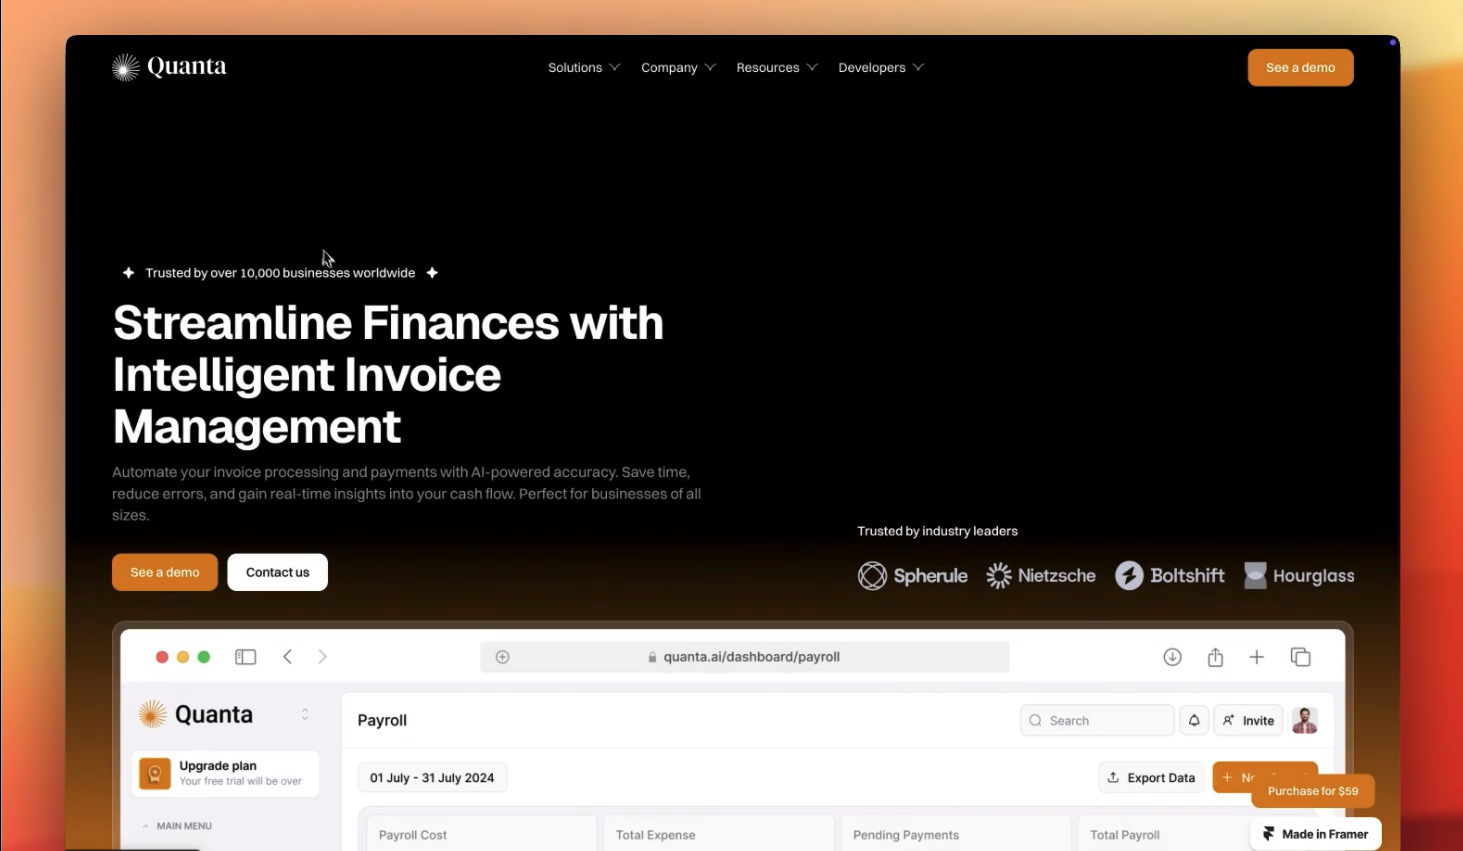 Quanta
Solutions
Company
Resources
Developers
See a demo
Trusted by over 10,000 businesses worldwide
Streamline Finances with
Intelligent Invoice
Management
Automate your invoice processing and payments with AI-powered accuracy. Save time,
reduce errors, and gain real-time insights into your cash flow. Perfect for businesses of all
sizes.
See a demo
Contact us
Trusted by industry leaders
Spherule
Nietzsche
Boltshift
Hourglass
quanta.ai/dashboard/payroll
Quanta
Payroll
Search
Invite
Upgrade plan
Your free trial will be over
01 July - 31 July 2024
Export Data
Purchase for $59
MAIN MENU
Payroll Cost
Total Expense
Pending Payments
Total Payroll
Made in Framer